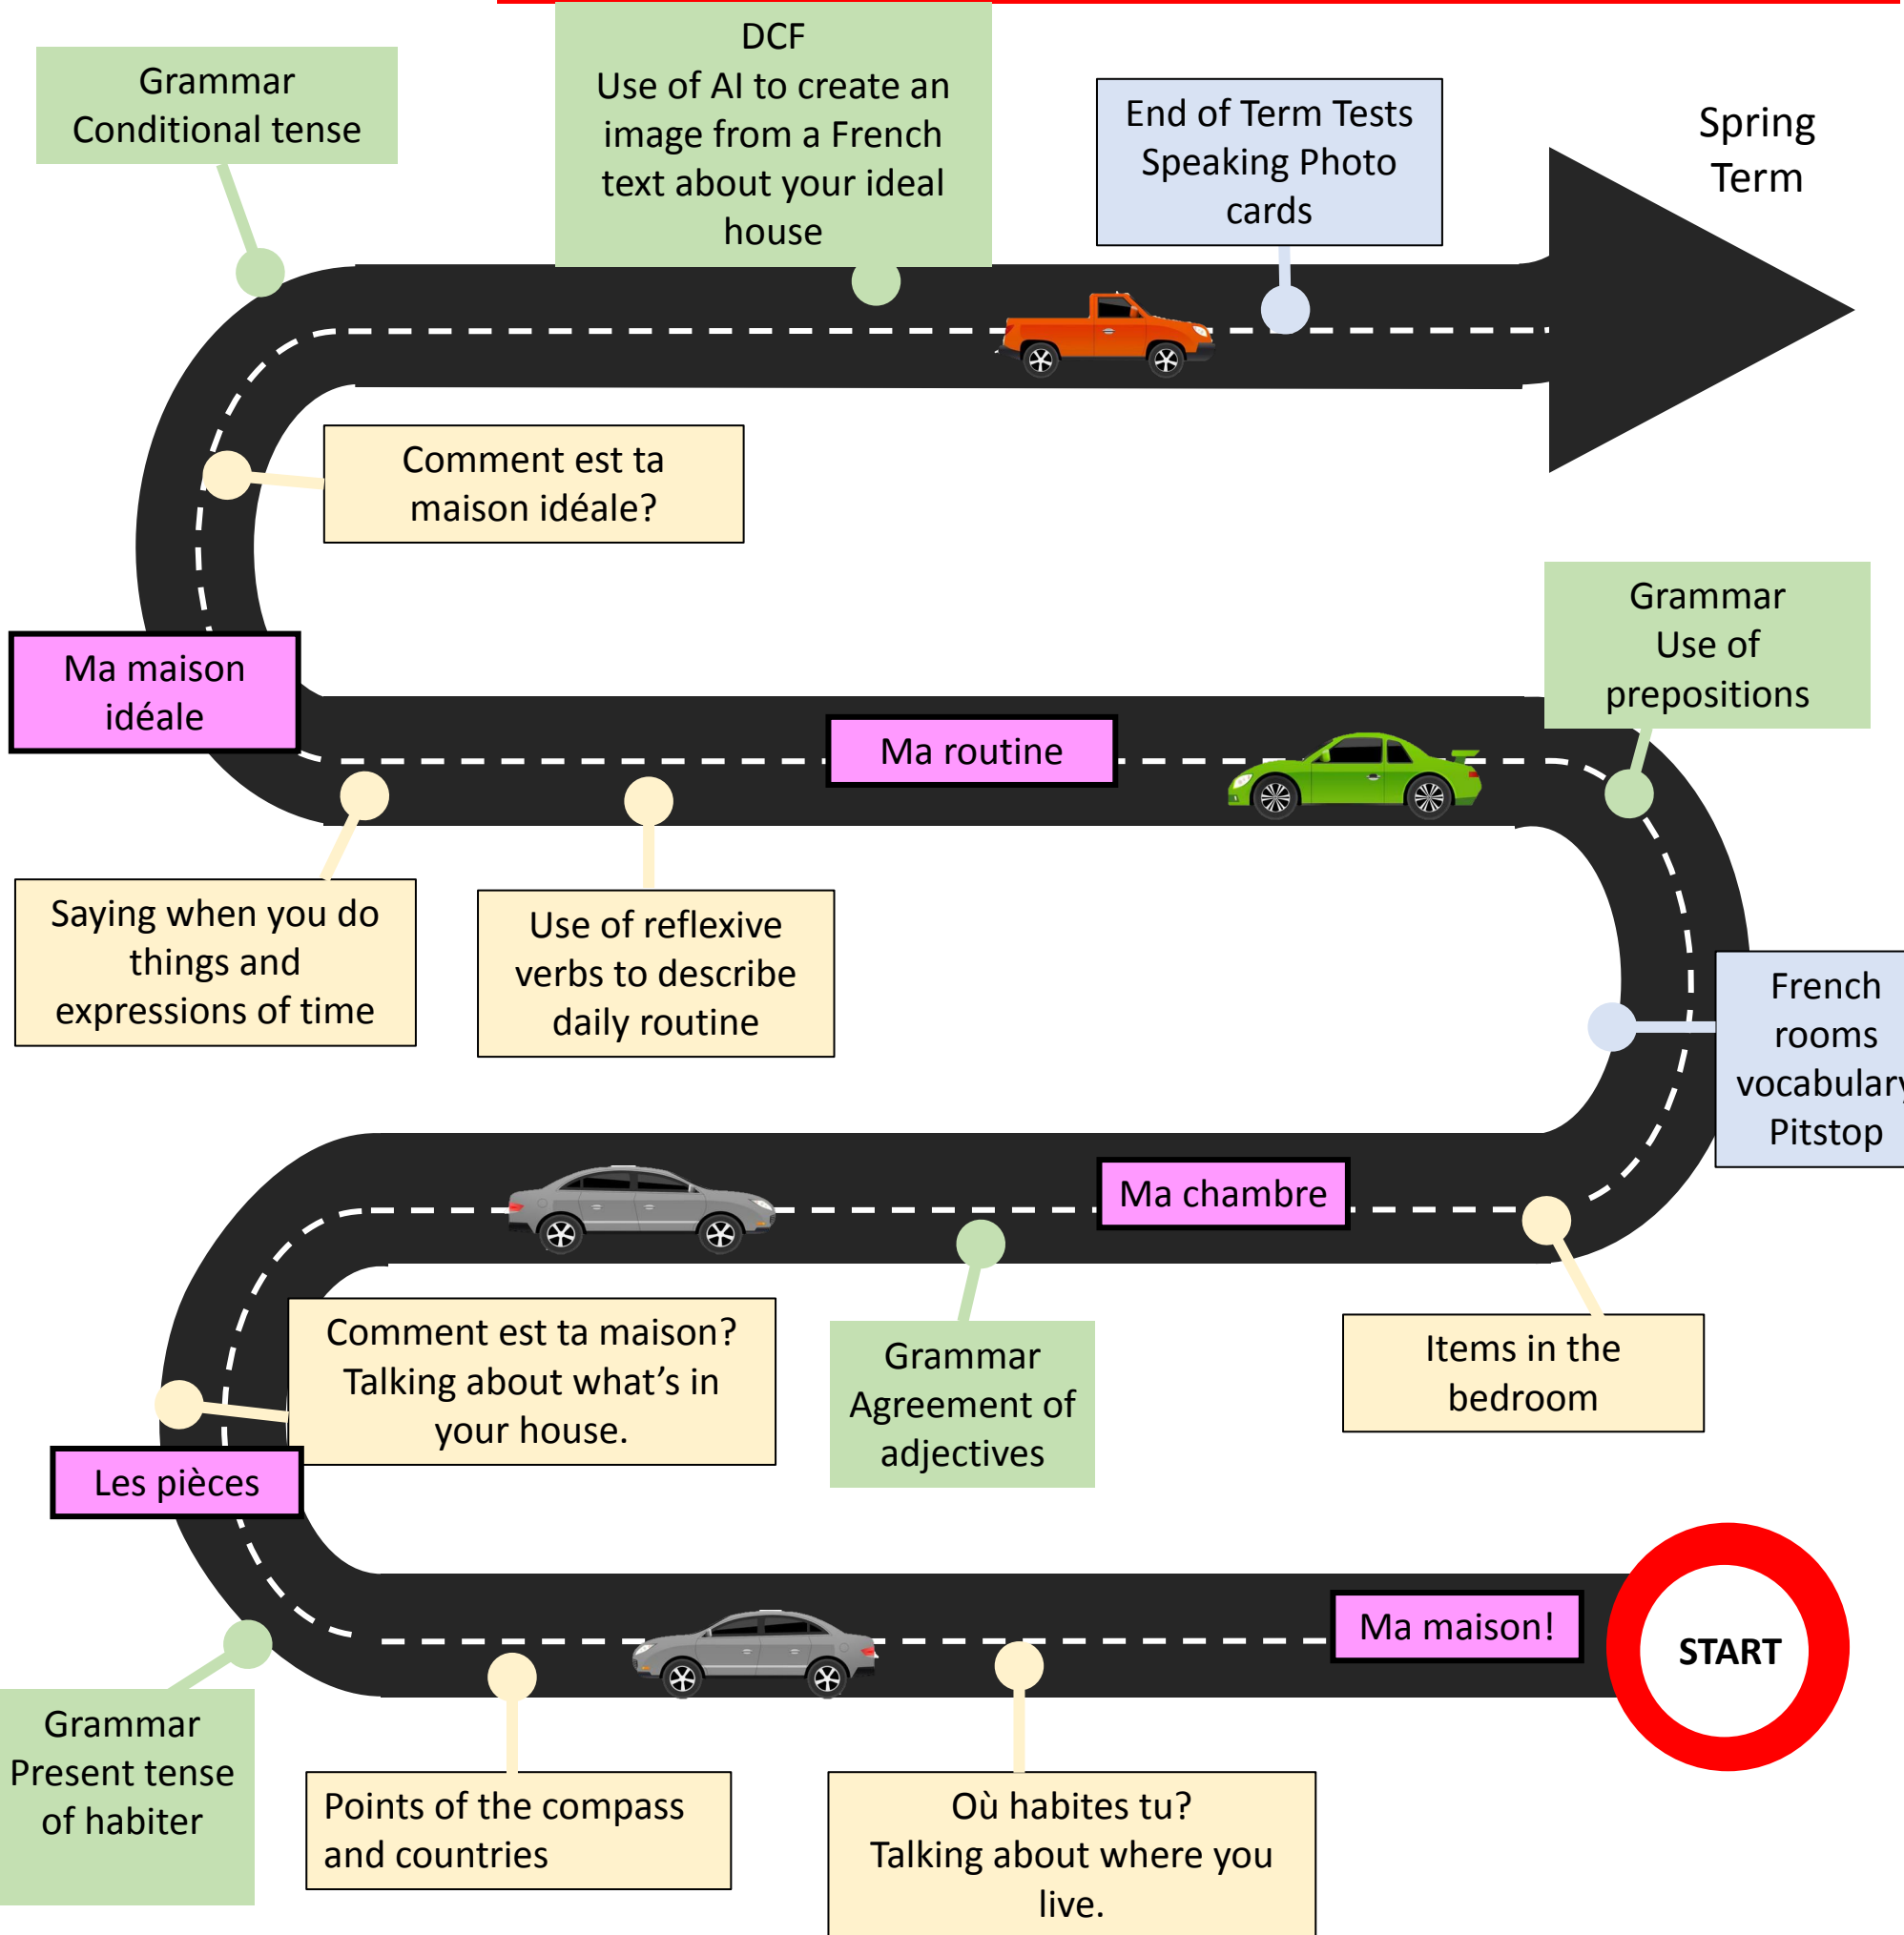 DCF
Use of AI to create an
image from a French
text about your ideal
house
Grammar
Conditional tense
End of Term Tests
Speaking Photo
cards
Spring
Term
Comment est ta
maison idéale?
Grammar
Use of
prepositions
Ma maison
idéale
Ma routine
Saying when you do
things and
expressions of time
Use of reflexive
verbs to describe
daily routine
French
rooms
vocabulary
Pitstop
Ma chambre
Comment est ta maison?
Talking about what's in
your house.
Grammar
Agreement of
adjectives
Items in the
bedroom
Les pièces
Ma maison!
START
Grammar
Present tense
of habiter
Points of the compass
and countries
Où habites tu?
Talking about where you
live.